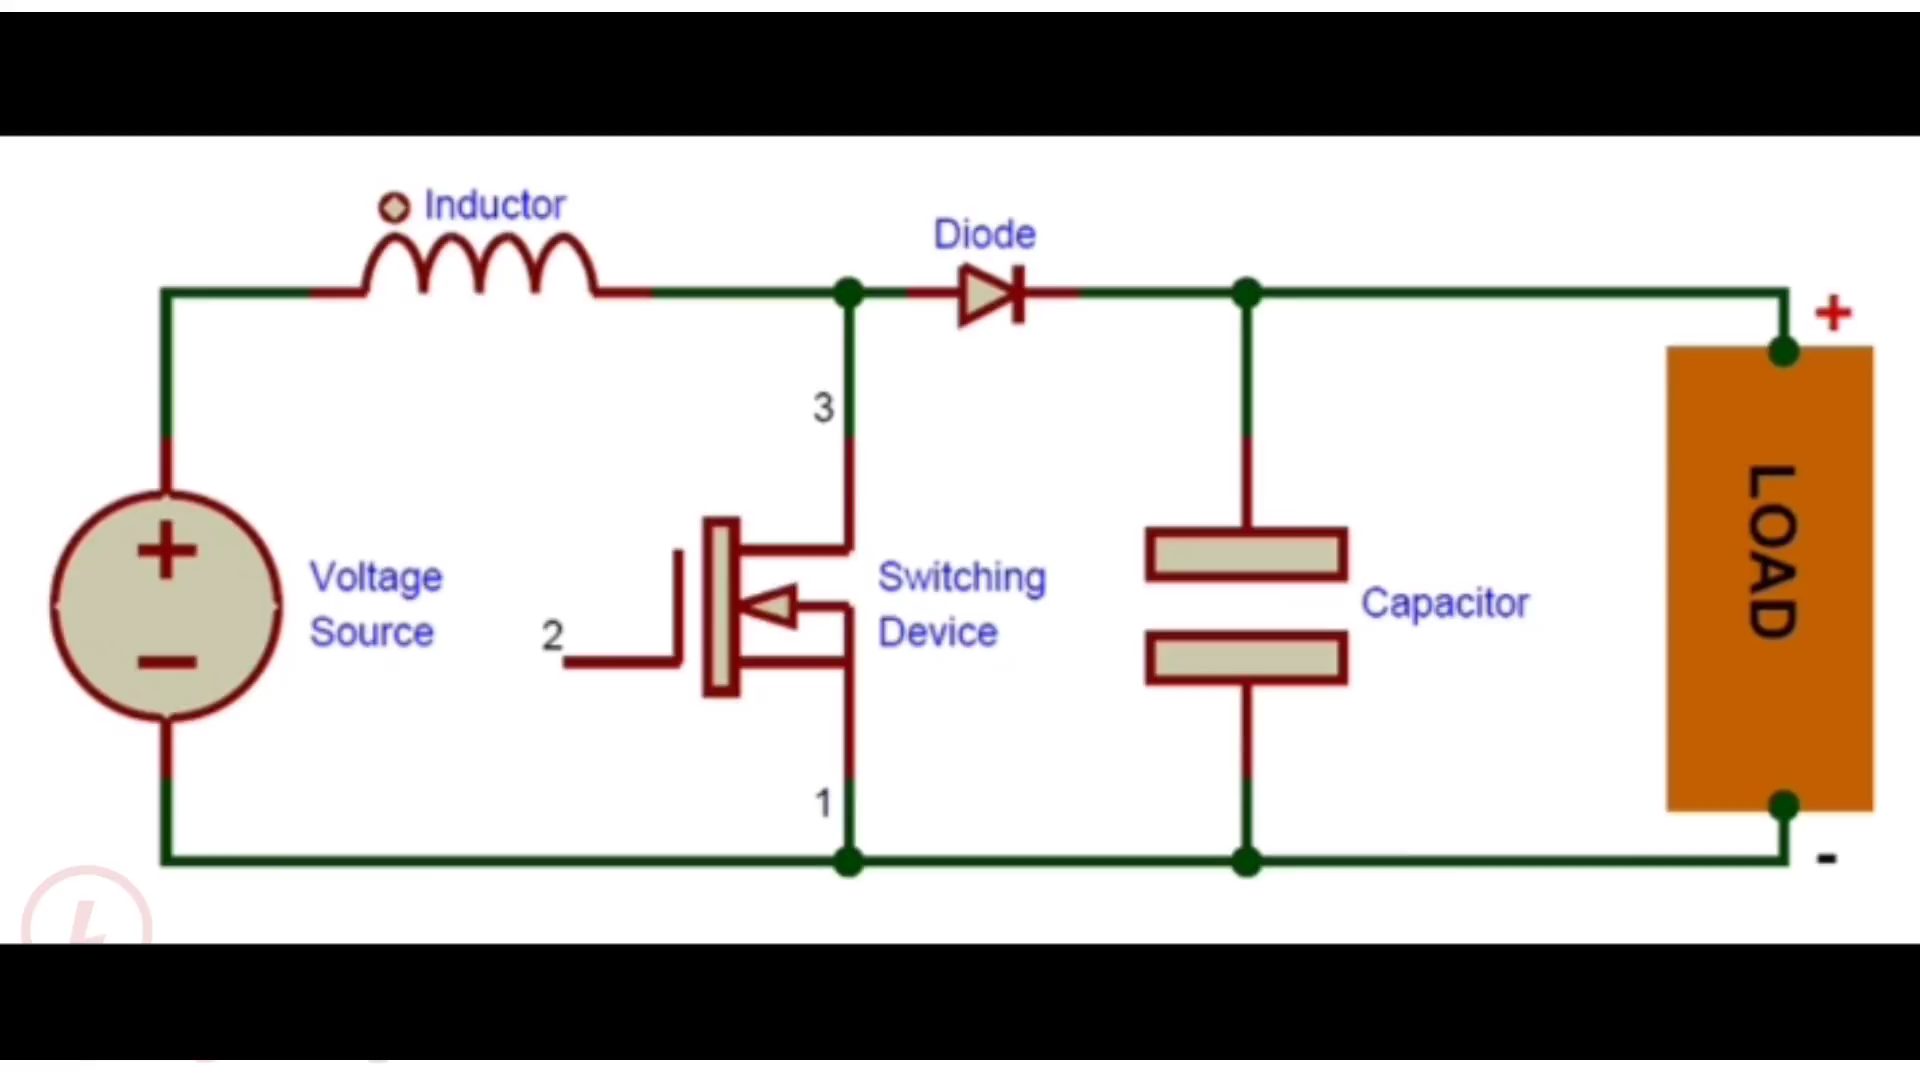 Inductor
Diode
+
3
LOAD
Voltage
Source
Switching
Device
Capacitor
2
1
-